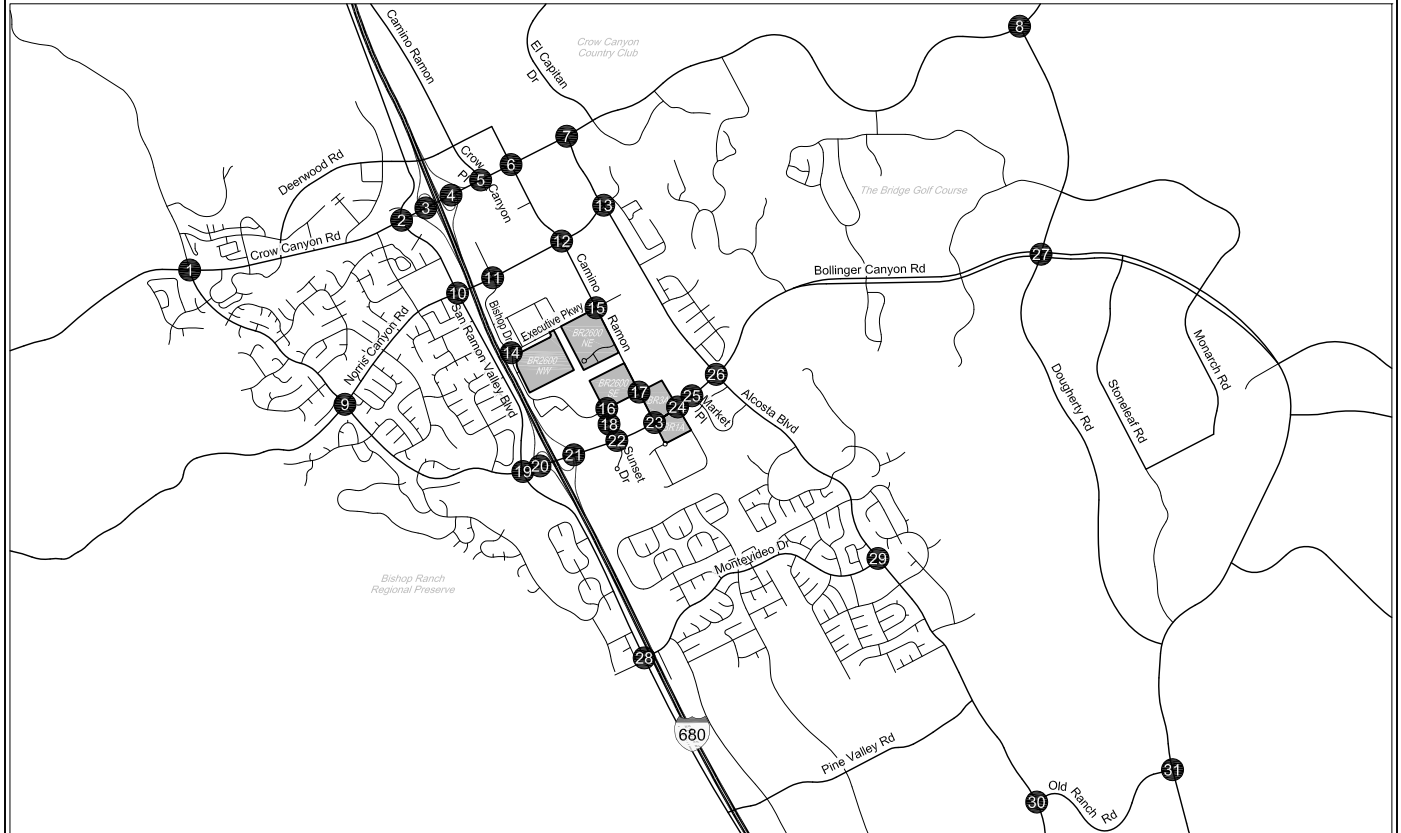 Camino Ramon
El Capitan
Dr
Crow Canyon
Country Club
8
7
Deerwood Rd
Crow Canyon
Pl
6
5
4
3
2
The Bridge Golf Course
13
Crow Canyon Rd
12
1
11
Bollinger Canyon Rd
27
10
Camino Ramon
Bishop Dr
Executive Pkwy
15
San Ramon Valley Blvd
Norris Canyon Rd
BR2600
NE
14
BR2600
NW
Monarch Rd
26
BR2600
17
25
Market
Pl
24
Alcosta Blvd
Dougherty Rd
Stoneleaf Rd
9
16
18
23
BR1A
22
Sunset
Dr
21
20
19
Montevideo Dr
29
Bishop Ranch
Regional Preserve
28
680
Pine Valley Rd
31
Old Ranch Rd
30